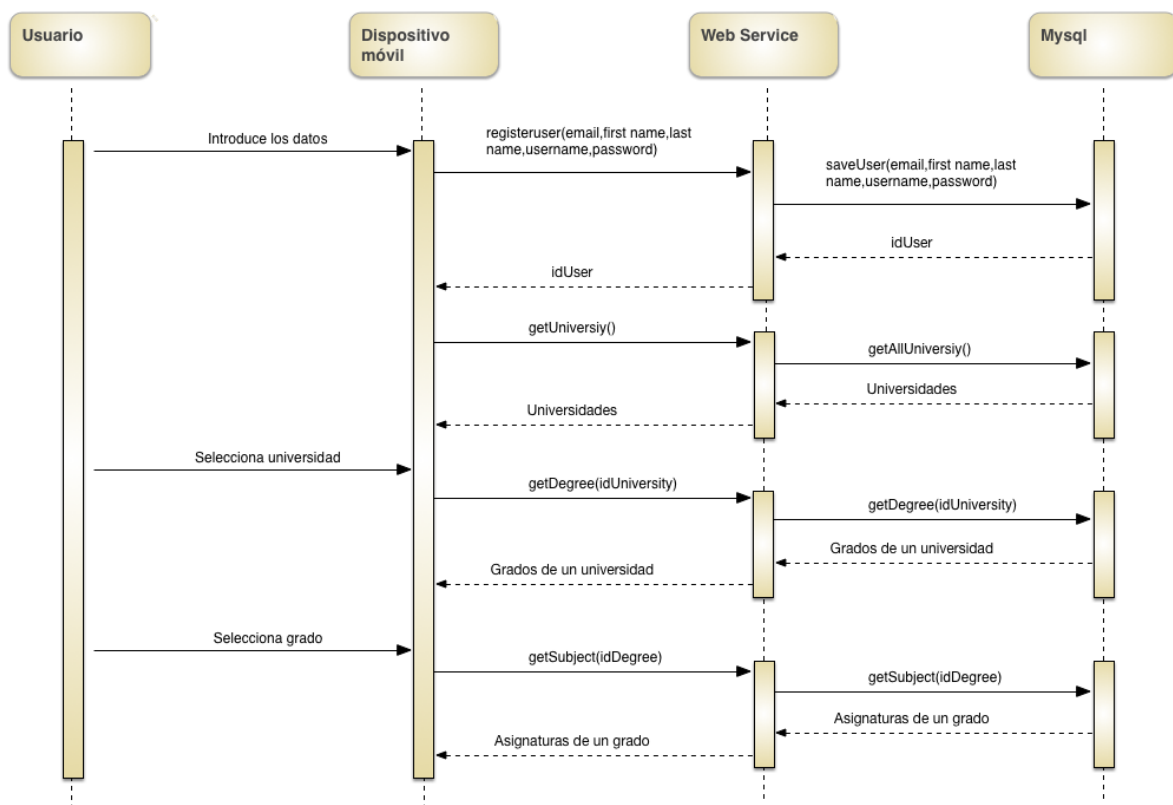 Usuario
Dispositivo
móvil
Web Service
Mysql
Introduce los datos
registeruser(email,first name,last
name,username,password)
saveUser(email,first name,last
name,username,password)
idUser
idUser
getUniversiy()
getAllUniversiy()
Universidades
Universidades
Selecciona universidad
getDegree(idUniversity)
getDegree(idUniversity)
Grados de un universidad
Grados de un universidad
Selecciona grado
getSubject(idDegree)
getSubject(idDegree)
Asignaturas de un grado
Asignaturas de un grado